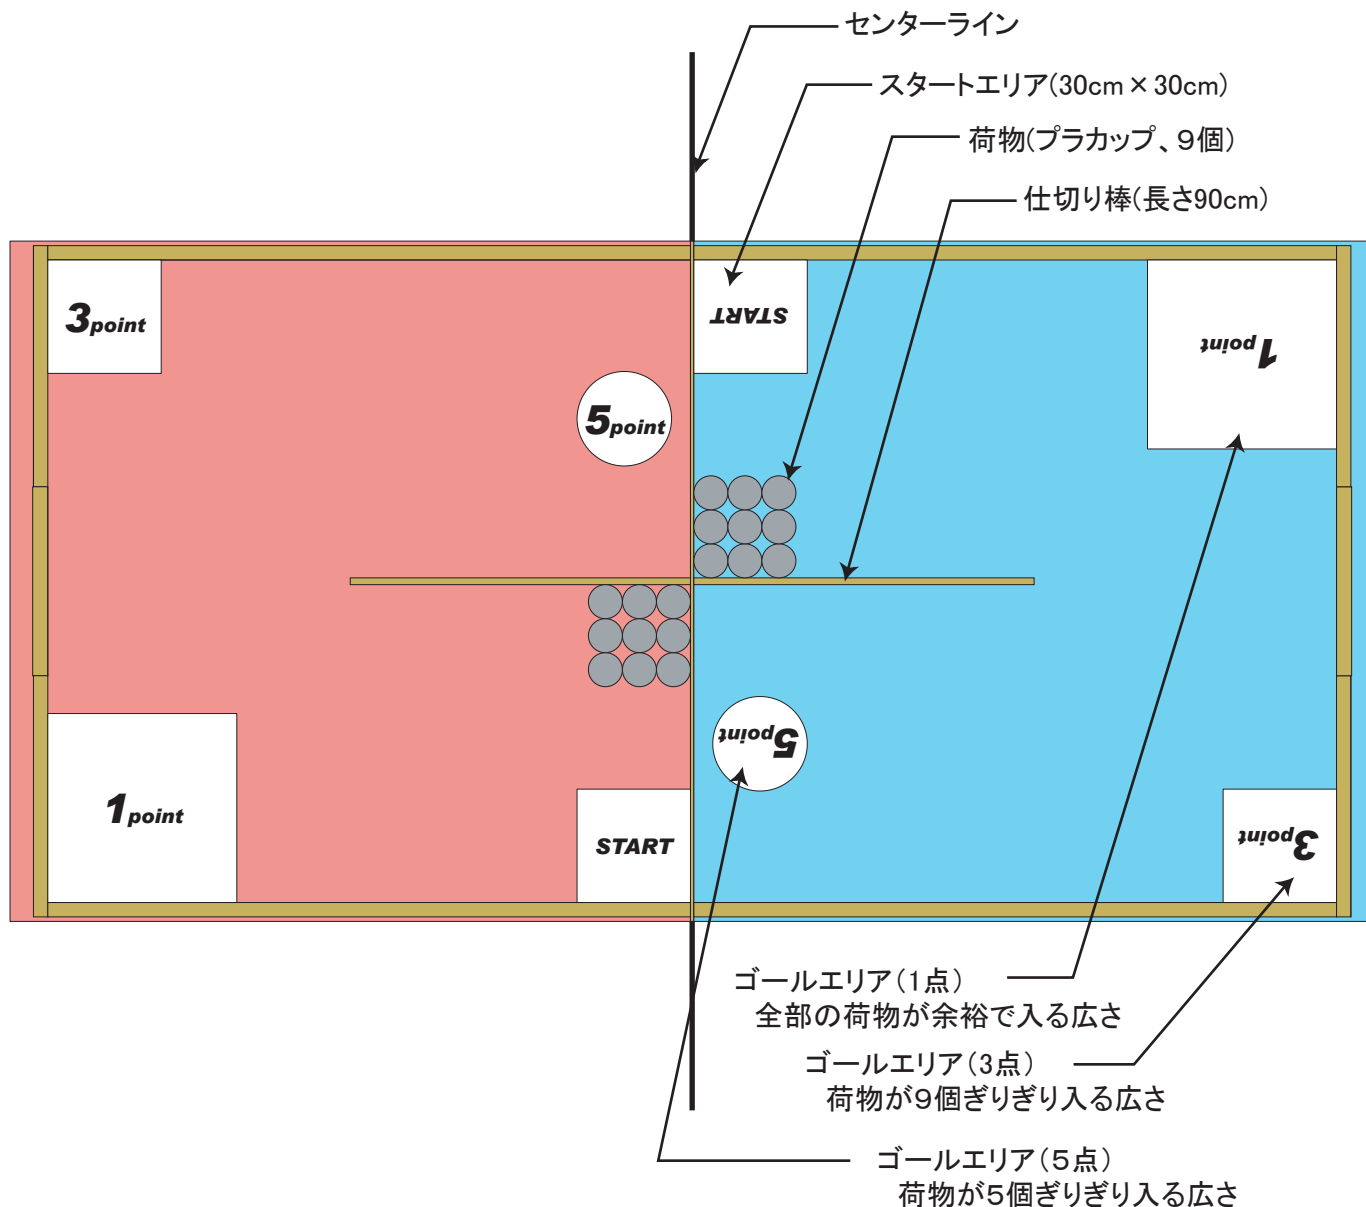 センターライン
スタートエリア(30cm×30cm)
荷物(プラカップ、9個)
仕切り棒(長さ90cm)
3point
START
1point
5point
5point
1point
START
3point
ゴールエリア(1点)
全部の荷物が余裕で入る広さ
ゴールエリア(3点)
荷物が9個ぎりぎり入る広さ
ゴールエリア(5点)
荷物が5個ぎりぎり入る広さ